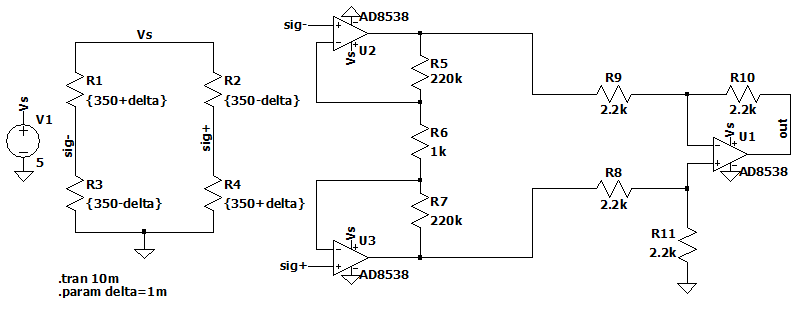 Vs
R1
{350+delta}
R2
{350-delta}
Vs
V1
5
sig-
sig+
R3
{350-delta}
R4
{350+delta}
.tran 10m
.param delta=1m
sig-
AD8538
U2
Vs
R5
220k
R6
1k
R7
220k
Vs
U3
sig+
AD8538
R9
2.2k
R10
2.2k
Vs
U1
out
AD8538
R8
2.2k
R11
2.2k